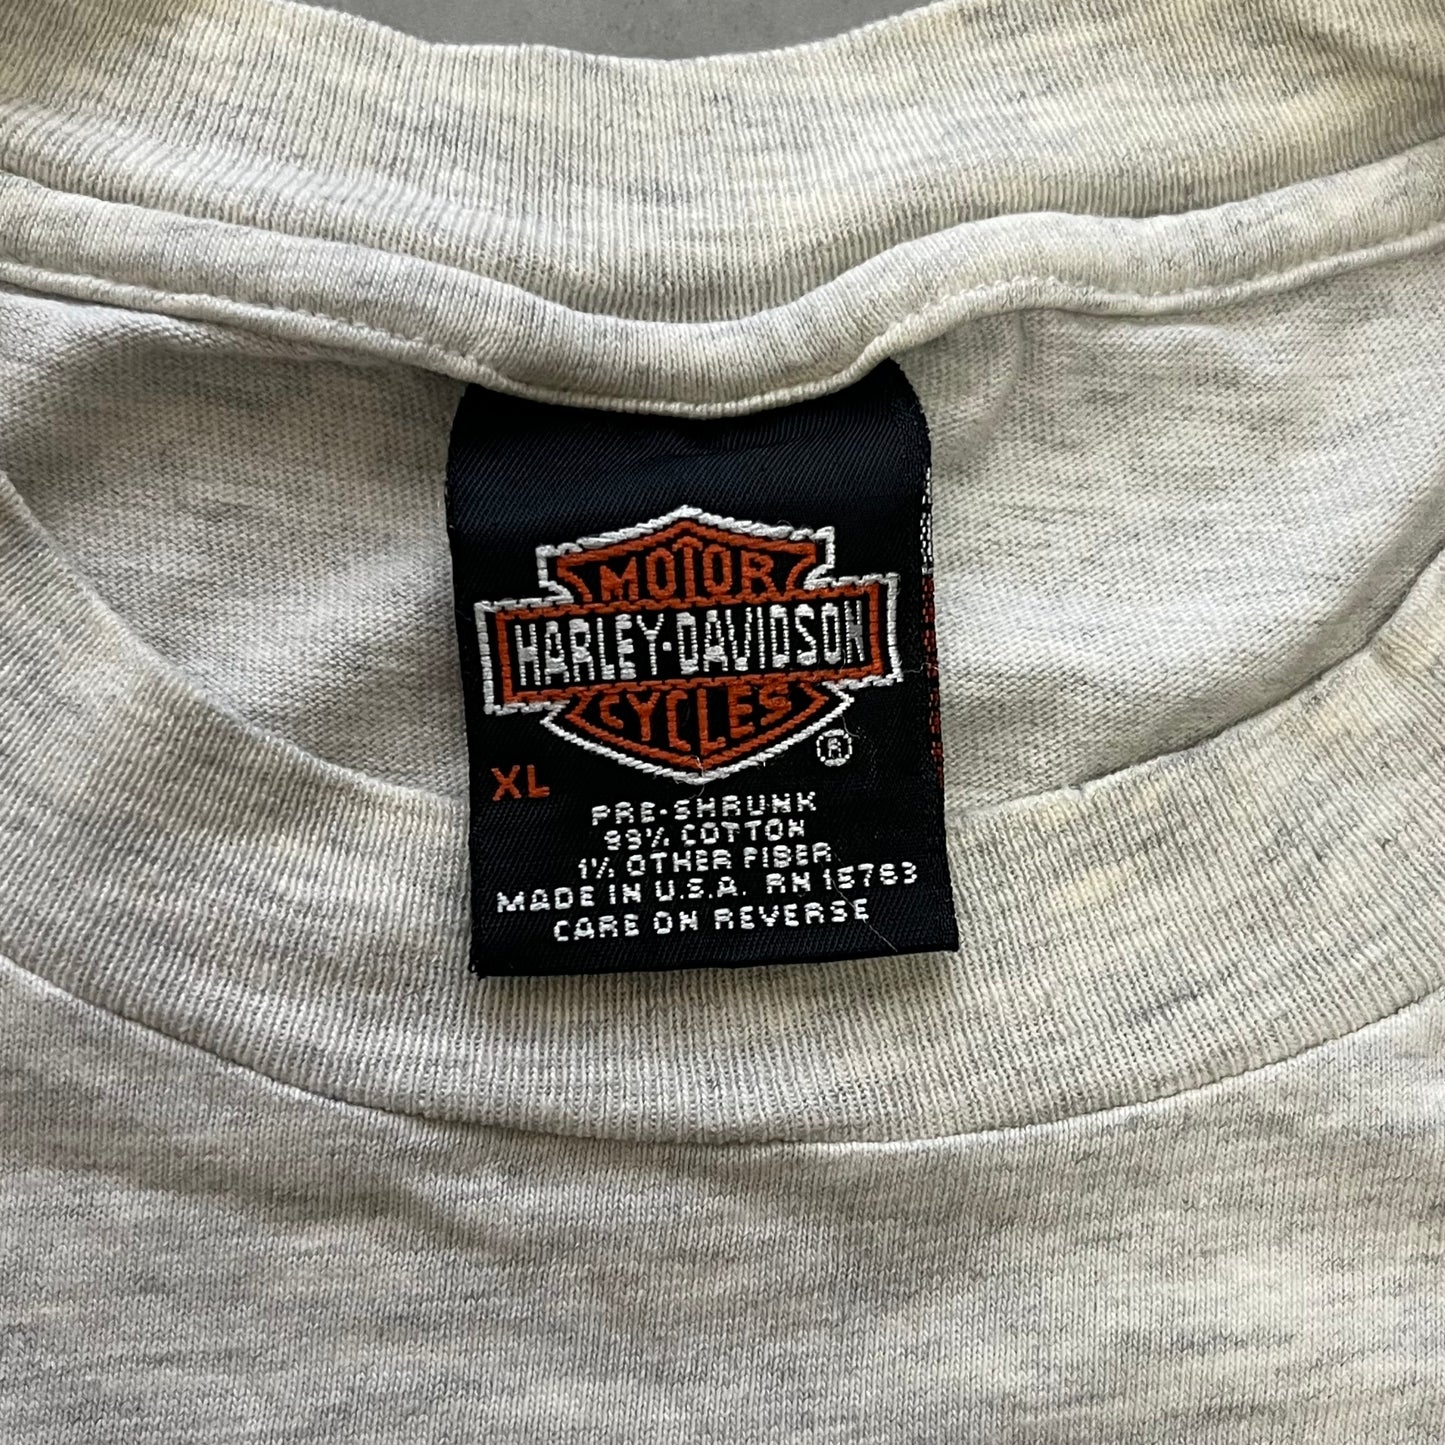 MOTOR
HARLEY-DAVIDSON
CYCLES
®
XL
PRE-SHRUNK
99% COTTON
1% OTHER FIBER
MADE IN U.S.A. RN 15763
CARE ON REVERSE